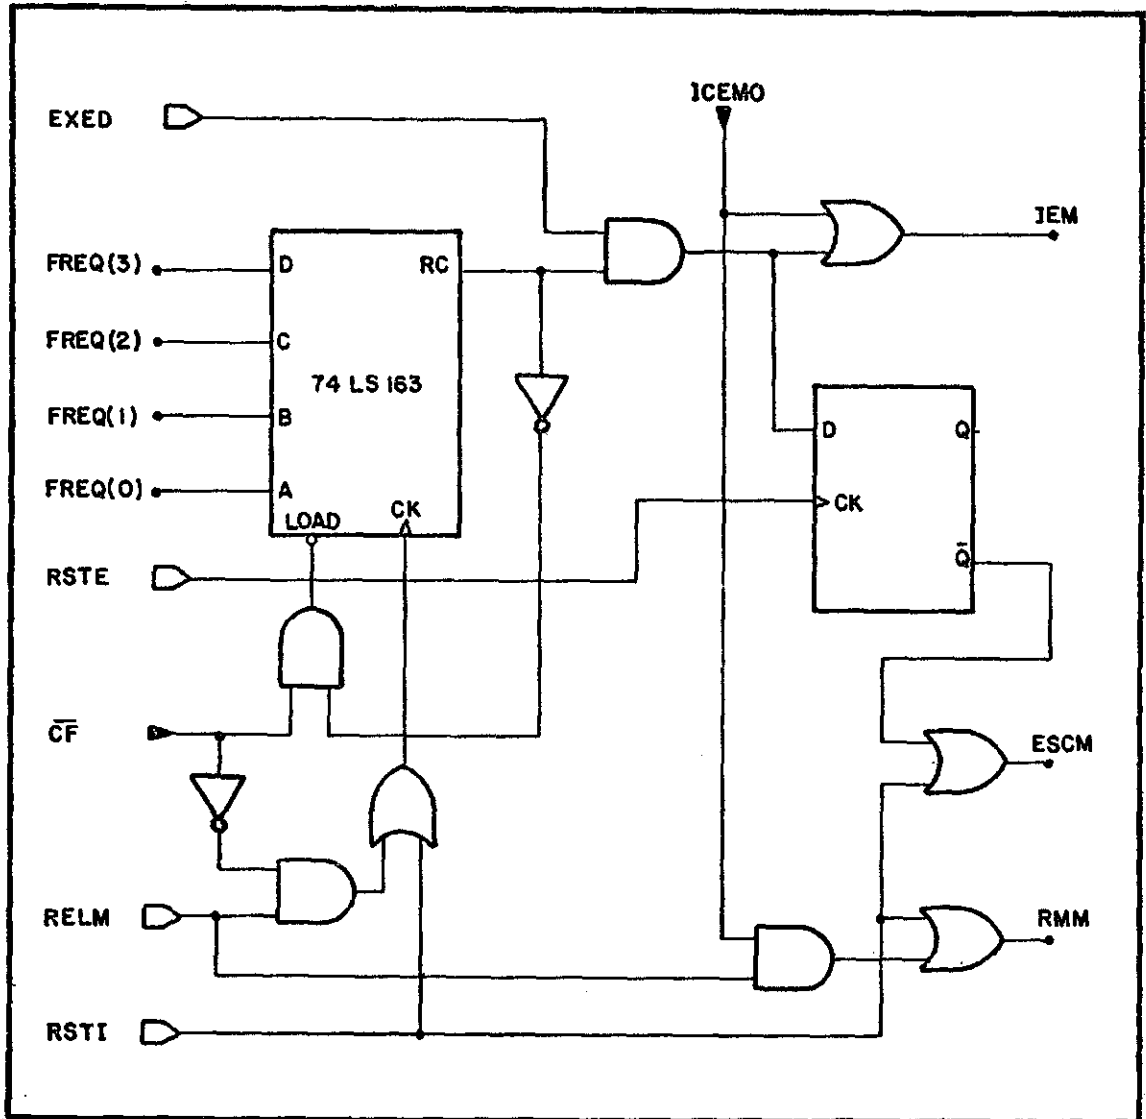 EXED
ICEMO
IEM
FREQ(3)
D
RC
FREQ(2)
C
74 LS 163
FREQ(1)
B
D
Q
FREQ(0)
A
CK
LOAD
CK
Q̄
RSTE
C̅F̅
ESCM
RELM
RMM
RSTI